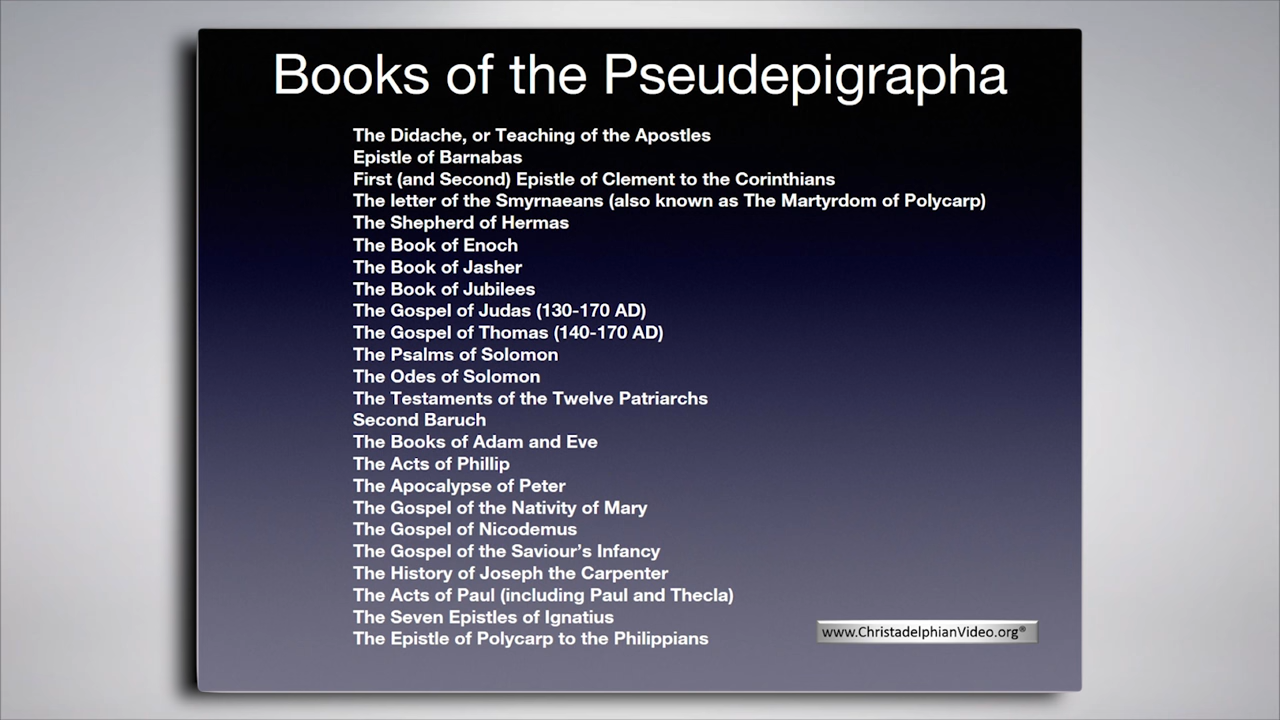 Books of the Pseudepigrapha
The Didache, or Teaching of the Apostles
Epistle of Barnabas
First (and Second) Epistle of Clement to the Corinthians
The letter of the Smyrnaeans (also known as The Martyrdom of Polycarp)
The Shepherd of Hermas
The Book of Enoch
The Book of Jasher
The Book of Jubilees
The Gospel of Judas (130-170 AD)
The Gospel of Thomas (140-170 AD)
The Psalms of Solomon
The Odes of Solomon
The Testaments of the Twelve Patriarchs
Second Baruch
The Books of Adam and Eve
The Acts of Phillip
The Apocalypse of Peter
The Gospel of the Nativity of Mary
The Gospel of Nicodemus
The Gospel of the Saviour’s Infancy
The History of Joseph the Carpenter
The Acts of Paul (including Paul and Thecla)
The Seven Epistles of Ignatius
The Epistle of Polycarp to the Philippians
www.ChristadelphianVideo.org®